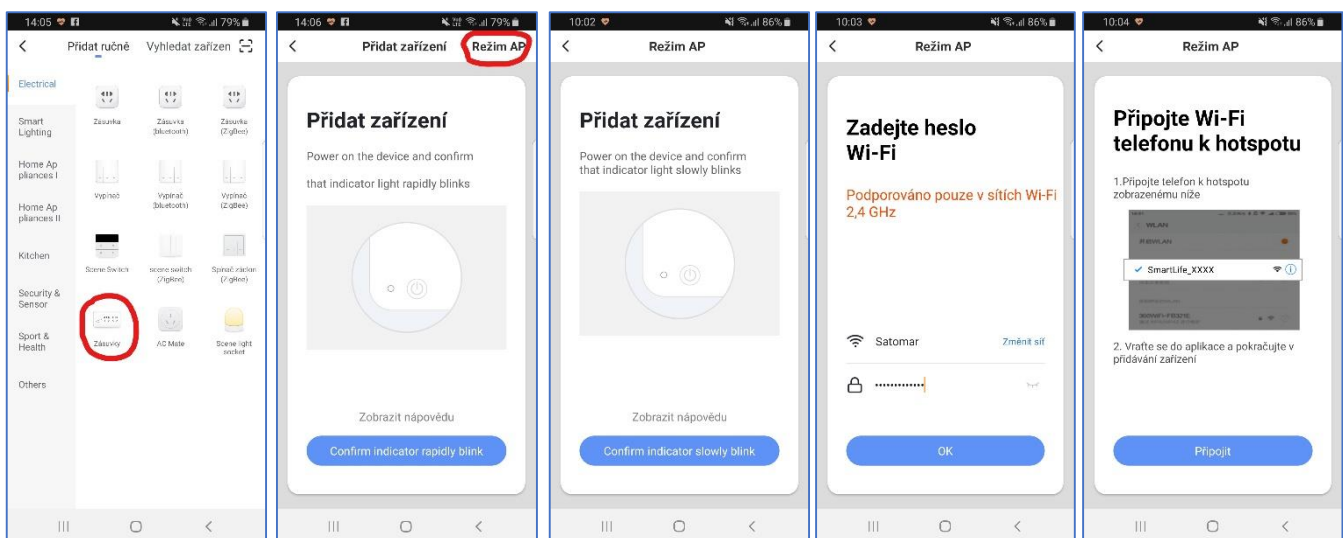 14:05
79%
Přidat ručně Vyhledat zařízen
Electrical
Smart
Lighting
Home Ap
pliances I
Home Ap
pliances II
Kitchen
Security &
Sensor
Sport &
Health
Others
Zásuvka
Zásuvka
(bluetooth)
Zásuvka
(ZigBee)
Vypínač
Vypínač
(bluetooth)
Vypínač
(ZigBee)
Scene Switch
scene switch
(ZigBee)
Spínač záclon
(ZigBee)
Zásuvky
AC Mate
Scene light
socket
14:06
79%
Přidat zařízení Režim AP
Přidat zařízení
Power on the device and confirm
that indicator light rapidly blinks
Zobrazit nápovědu
Confirm indicator rapidly blink
10:02
86%
Režim AP
Přidat zařízení
Power on the device and confirm
that indicator light slowly blinks
Zobrazit nápovědu
Confirm indicator slowly blink
10:03
86%
Režim AP
Zadejte heslo
Wi-Fi
Podporováno pouze v sítích Wi-Fi
2,4 GHz
Satomar Změnit síť
OK
10:04
86%
Režim AP
Připojte Wi-Fi
telefonu k hotspotu
1.Připojte telefon k hotspotu
zobrazenému níže
WLAN
SmartLife_XXXX
2. Vraťte se do aplikace a pokračujte v
přidávání zařízení
Připojit